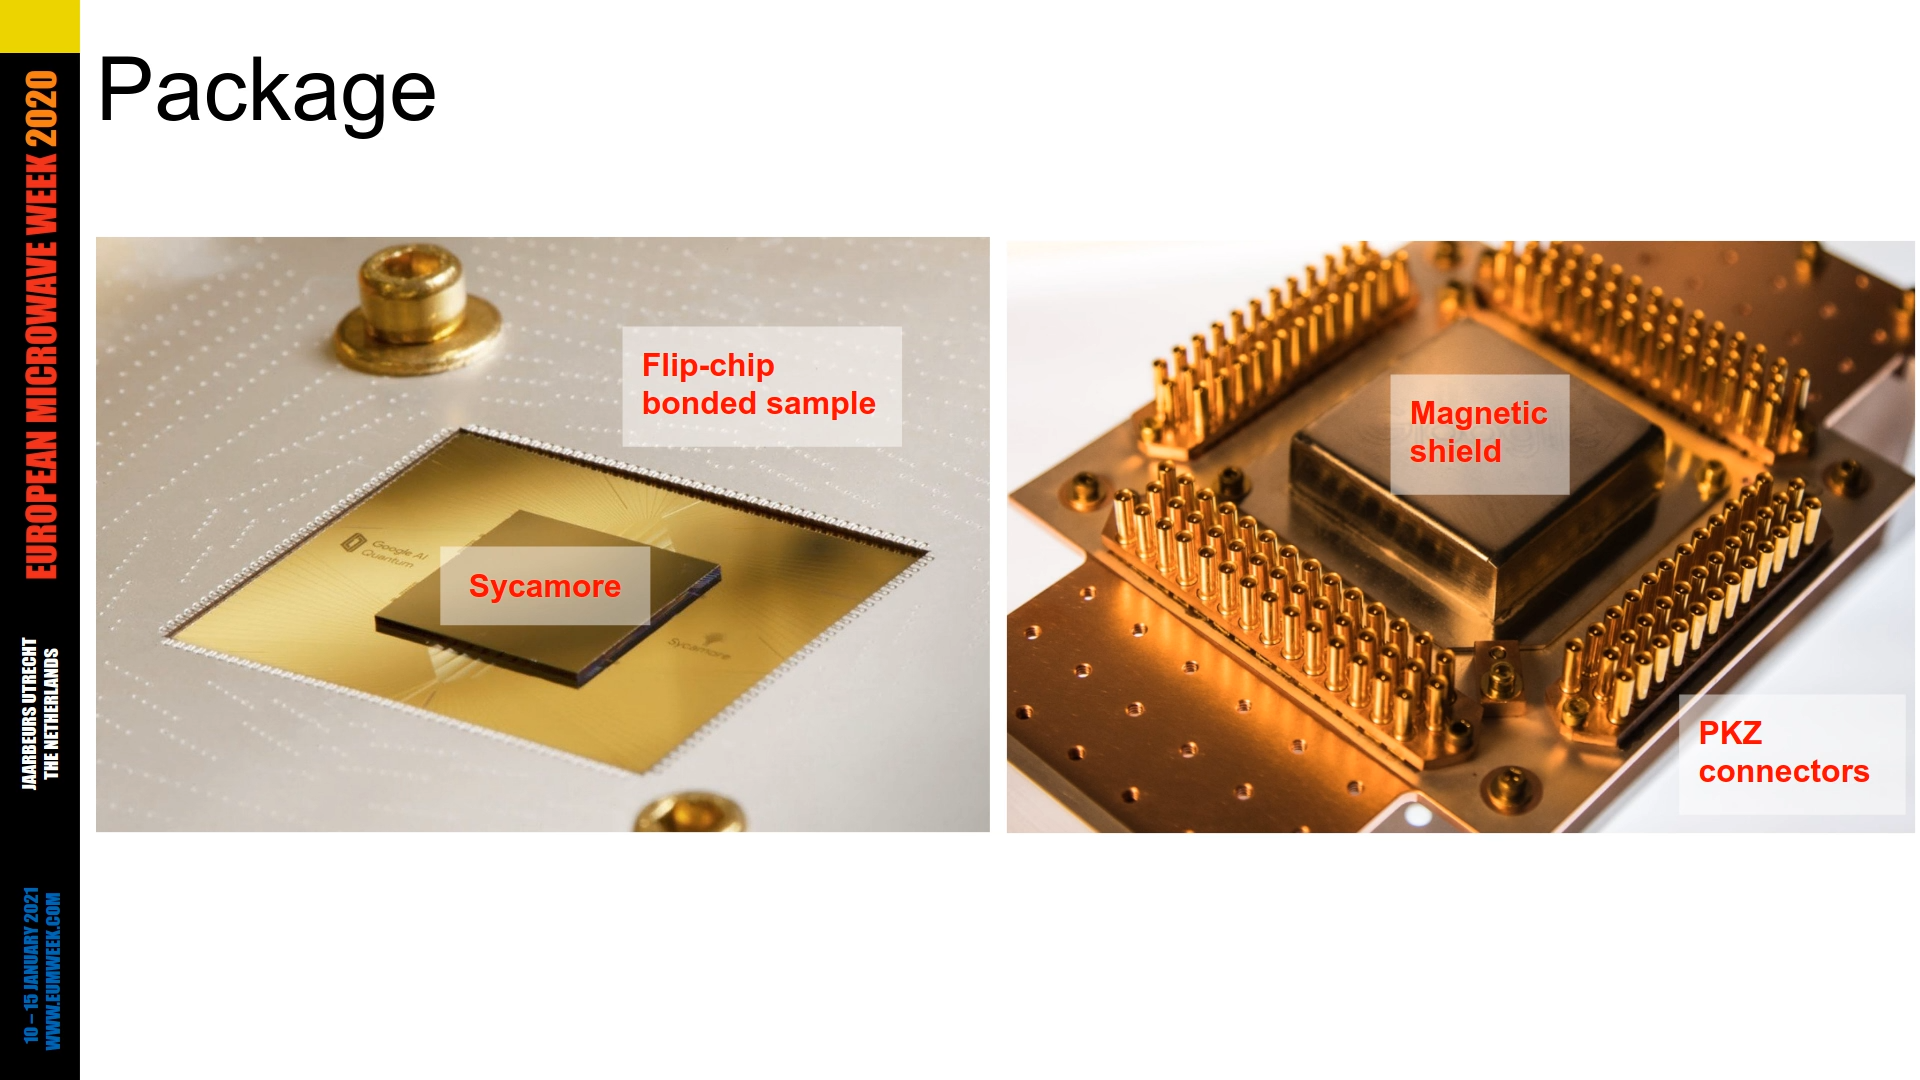 Package
EUROPEAN MICROWAVE WEEK 2020
JAARBEURS UTRECHT
THE NETHERLANDS
10 – 15 JANUARY 2021
WWW.EUMWEEK.COM
Flip-chip
bonded sample
Google AI
Quantum
Sycamore
Sycamore
Magnetic
shield
PKZ
connectors